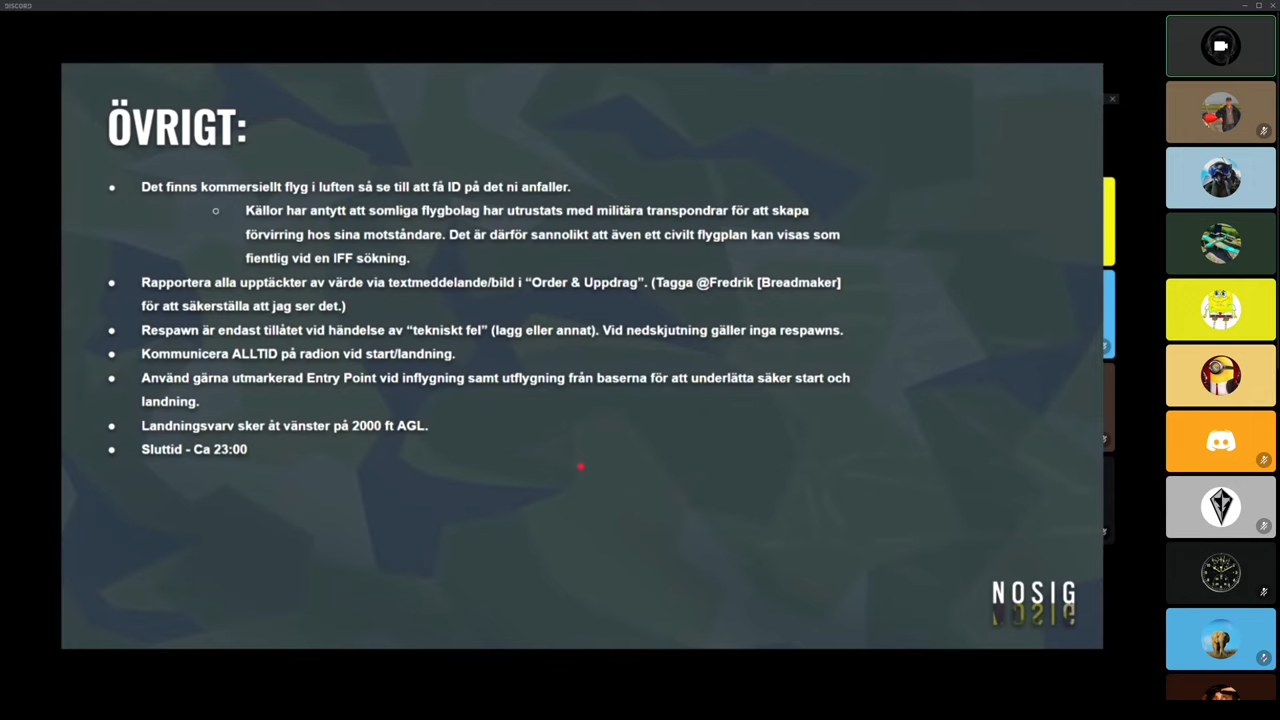 DISCORD
ÖVRIGT:
● Det finns kommersiellt flyg i luften så se till att få ID på det ni anfaller.
○ Källor har antytt att somliga flygbolag har utrustats med militära transpondrar för att skapa
förvirring hos sina motståndare. Det är därför sannolikt att även ett civilt flygplan kan visas som
fientlig vid en IFF sökning.
● Rapportera alla upptäckter av värde via textmeddelande/bild i “Order & Uppdrag”. (Tagga @Fredrik [Breadmaker]
för att säkerställa att jag ser det.)
● Respawn är endast tillåtet vid händelse av “tekniskt fel” (lagg eller annat). Vid nedskjutning gäller inga respawns.
● Kommunicera ALLTID på radion vid start/landning.
● Använd gärna utmarkerad Entry Point vid inflygning samt utflygning från baserna för att underlätta säker start och
landning.
● Landningsvarv sker åt vänster på 2000 ft AGL.
● Sluttid - Ca 23:00
NOSIG